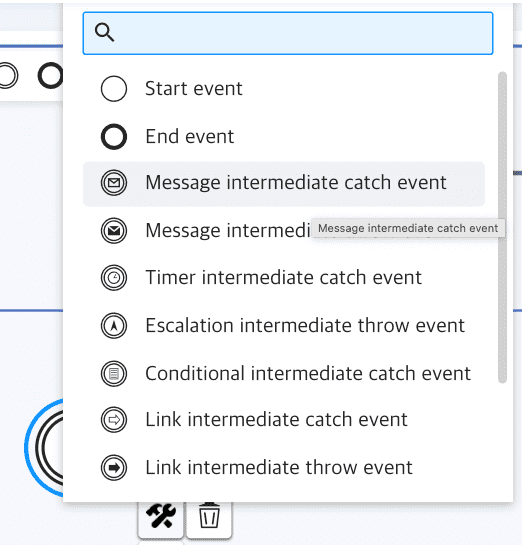 Start event
End event
Message intermediate catch event
Message intermedi
Message intermediate catch event
Timer intermediate catch event
Escalation intermediate throw event
Conditional intermediate catch event
Link intermediate catch event
Link intermediate throw event